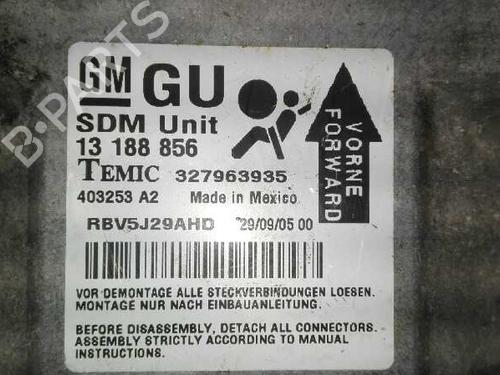 GM GU
SDM Unit
13 188 856
TEMIC 327963935
403253 A2 Made in Mexico
RBV5J29AHD 29/09/05 00
VORNE
FORWARD
VOR DEMONTAGE ALLE STECKVERBINDUNGEN LOESEN.
MONTAGE NUR NACH EINBAUANLEITUNG.
BEFORE DISASSEMBLY, DETACH ALL CONNECTORS.
ASSEMBLY STRICTLY ACCORDING TO MANUAL
INSTRUCTIONS.
B-PARTS